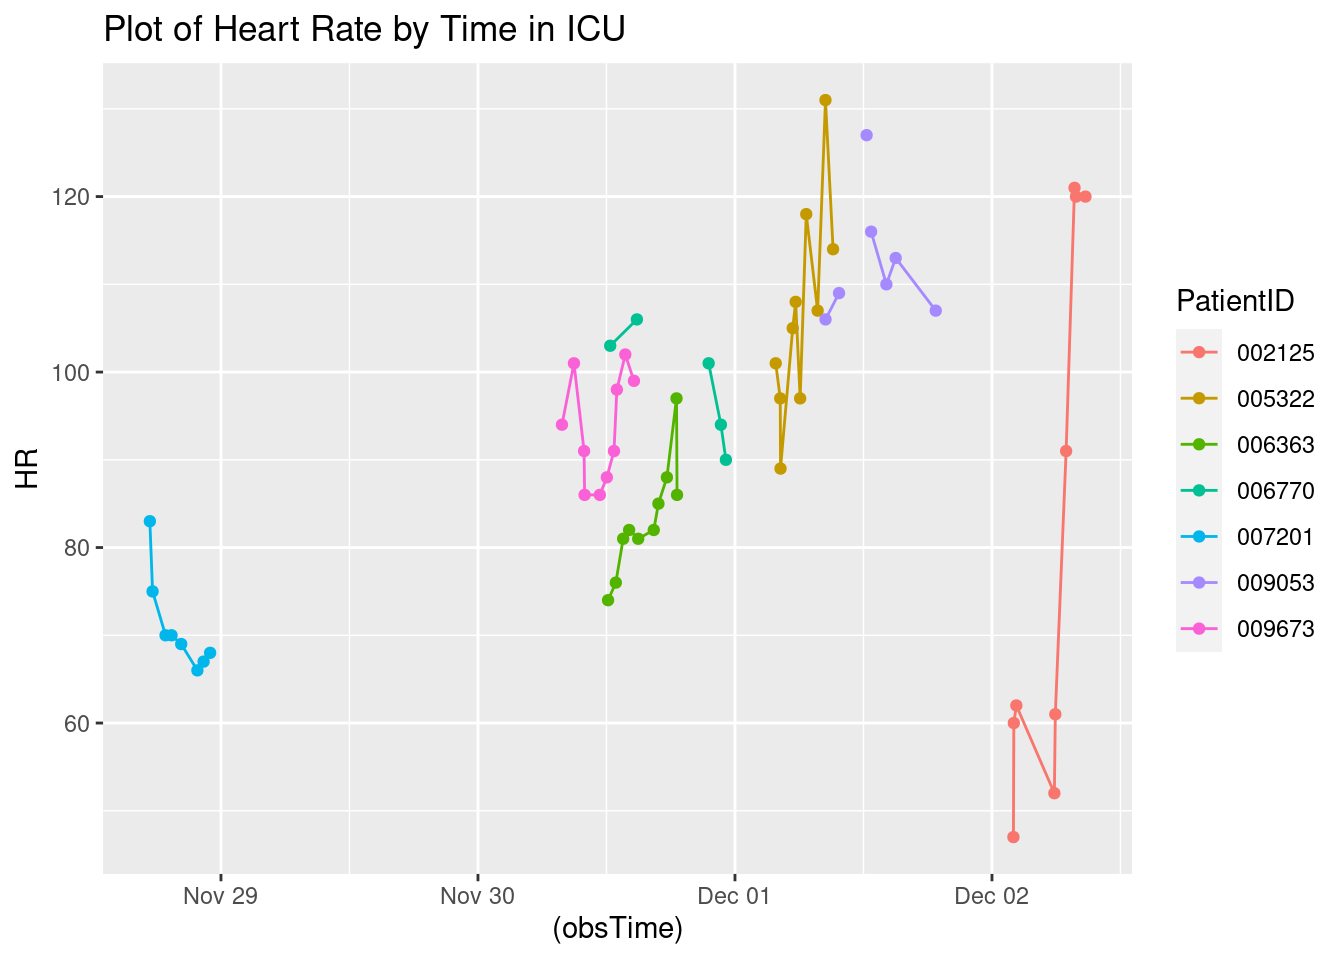 Plot of Heart Rate by Time in ICU
HR
120
100
80
60
Nov 29 Nov 30 Dec 01 Dec 02
(obsTime)
PatientID
002125
005322
006363
006770
007201
009053
009673